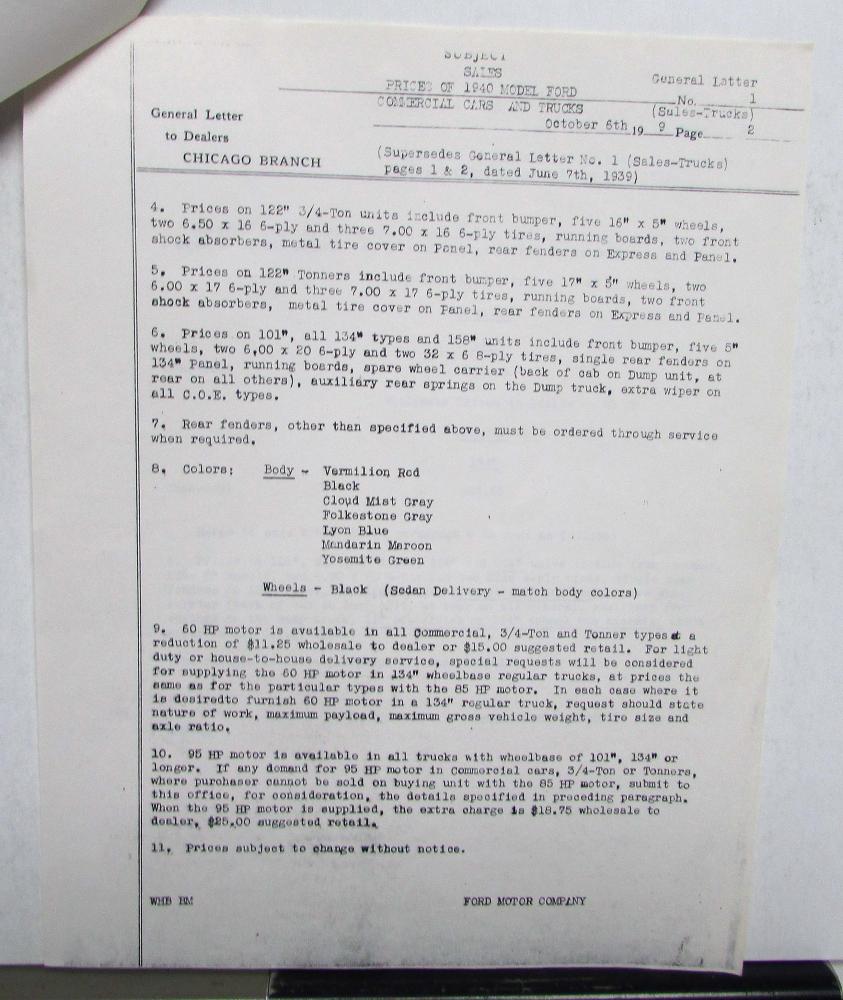 SUBJECT
SALES
PRICES OF 1940 MODEL FORD
COMMERCIAL CARS AND TRUCKS
General Letter
No. 1
(Sales-Trucks)
October 6th, 19 9 Page 2
General Letter
to Dealers
CHICAGO BRANCH
(Supersedes General Letter No. 1 (Sales-Trucks)
pages 1 & 2, dated June 7th, 1939)
4. Prices on 122" 3/4-Ton units include front bumper, five 16" x 5" wheels,
two 6.50 x 16 6-ply and three 7.00 x 16 6-ply tires, running boards, two front
shock absorbers, metal tire cover on Panel, rear fenders on Express and Panel.
5. Prices on 122" Tonners include front bumper, five 17" x 5" wheels, two
6.00 x 17 6-ply and three 7.00 x 17 6-ply tires, running boards, two front
shock absorbers, metal tire cover on Panel, rear fenders on Express and Panel.
6. Prices on 101", all 134" types and 158" units include front bumper, five 5"
wheels, two 6.00 x 20 6-ply and two 32 x 6 8-ply tires, single rear fenders on
134" Panel, running boards, spare wheel carrier (back of cab on Dump unit, at
rear on all others), auxiliary rear springs on the Dump truck, extra wiper on
all C.O.E. types.
7. Rear fenders, other than specified above, must be ordered through service
when required.
8. Colors: Body - Vermilion Red
Black
Cloud Mist Gray
Folkestone Gray
Lyon Blue
Mandarin Maroon
Yosemite Green
Wheels - Black (Sedan Delivery - match body colors)
9. 60 HP motor is available in all Commercial, 3/4-Ton and Tonner types at a
reduction of $11.25 wholesale to dealer or $15.00 suggested retail. For light
duty or house-to-house delivery service, special requests will be considered
for supplying the 60 HP motor in 134" wheelbase regular trucks, at prices the
same as for the particular types with the 85 HP motor. In each case where it
is desiredto furnish 60 HP motor in a 134" regular truck, request should state
nature of work, maximum payload, maximum gross vehicle weight, tire size and
axle ratio.
10. 95 HP motor is available in all trucks with wheelbase of 101", 134" or
longer. If any demand for 95 HP motor in Commercial cars, 3/4-Ton or Tonners,
where purchaser cannot be sold on buying unit with the 85 HP motor, submit to
this office, for consideration, the details specified in preceding paragraph.
When the 95 HP motor is supplied, the extra charge is $18.75 wholesale to
dealer, $25.00 suggested retail.
11. Prices subject to change without notice.
WHB BM FORD MOTOR COMPANY